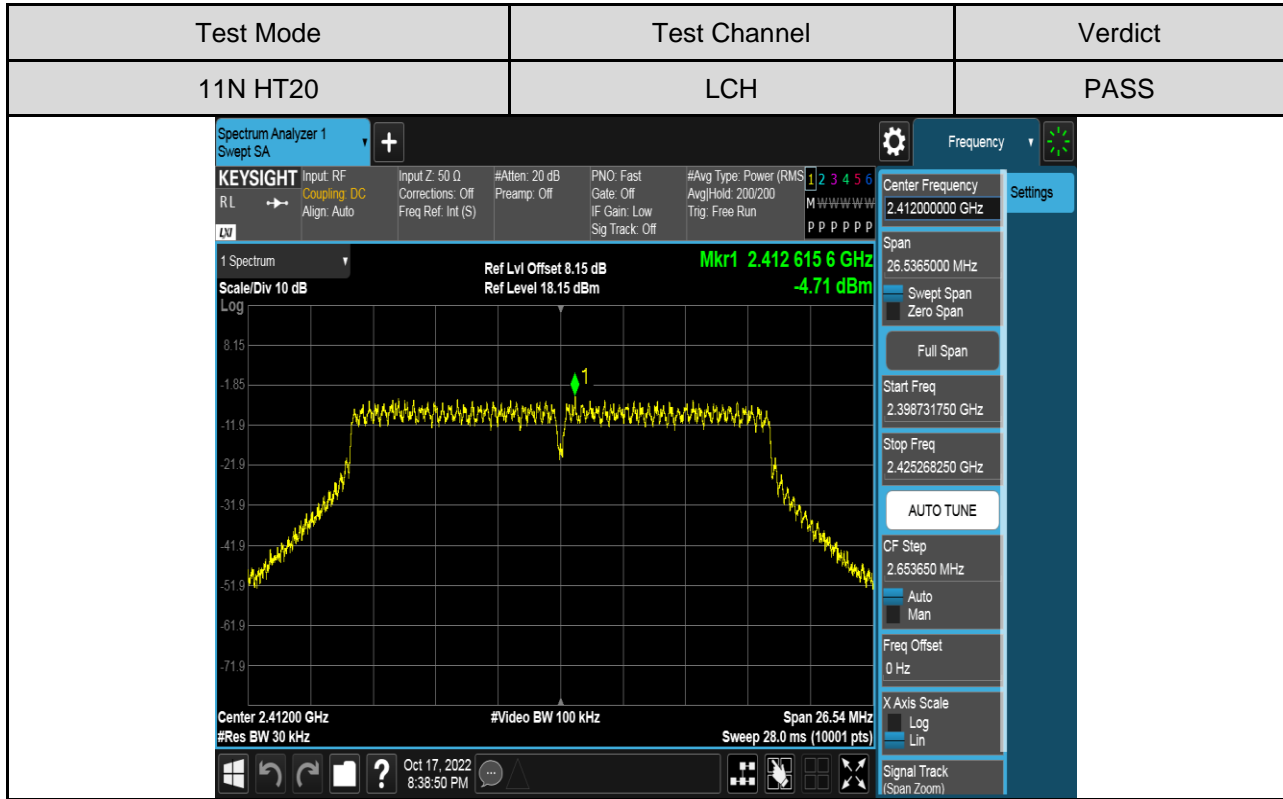 Test Mode Test Channel Verdict
11N HT20 LCH PASS
Spectrum Analyzer 1
Swept SA
+
Frequency
KEYSIGHT
RL
LXI
Input: RF
Coupling: DC
Align: Auto
Input Z: 50 Ω
Corrections: Off
Freq Ref: Int (S)
#Atten: 20 dB
Preamp: Off
PNO: Fast
Gate: Off
IF Gain: Low
Sig Track: Off
#Avg Type: Power (RMS
Avg|Hold: 200/200
Trig: Free Run
1 2 3 4 5 6
M W W W W W
P P P P P P
1 Spectrum
Scale/Div 10 dB
Log
Ref Lvl Offset 8.15 dB
Ref Level 18.15 dBm
Mkr1 2.412 615 6 GHz
-4.71 dBm
8.15
-1.85
-11.9
-21.9
-31.9
-41.9
-51.9
-61.9
-71.9
1
Center 2.41200 GHz
#Res BW 30 kHz
#Video BW 100 kHz
Span 26.54 MHz
Sweep 28.0 ms (10001 pts)
Center Frequency
2.412000000 GHz
Settings
Span
26.5365000 MHz
Swept Span
Zero Span
Full Span
Start Freq
2.398731750 GHz
Stop Freq
2.425268250 GHz
AUTO TUNE
CF Step
2.653650 MHz
Auto
Man
Freq Offset
0 Hz
X Axis Scale
Log
Lin
Signal Track
(Span Zoom)
?
Oct 17, 2022
8:38:50 PM